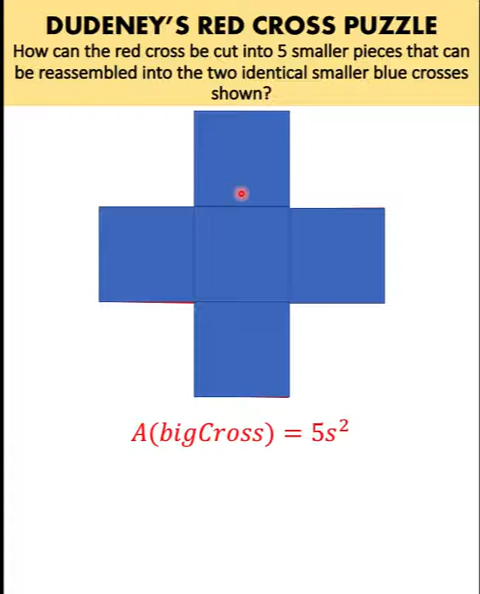 DUDENEY'S RED CROSS PUZZLE
How can the red cross be cut into 5 smaller pieces that can
be reassembled into the two identical smaller blue crosses
shown?
A(bigCross) = 5s²